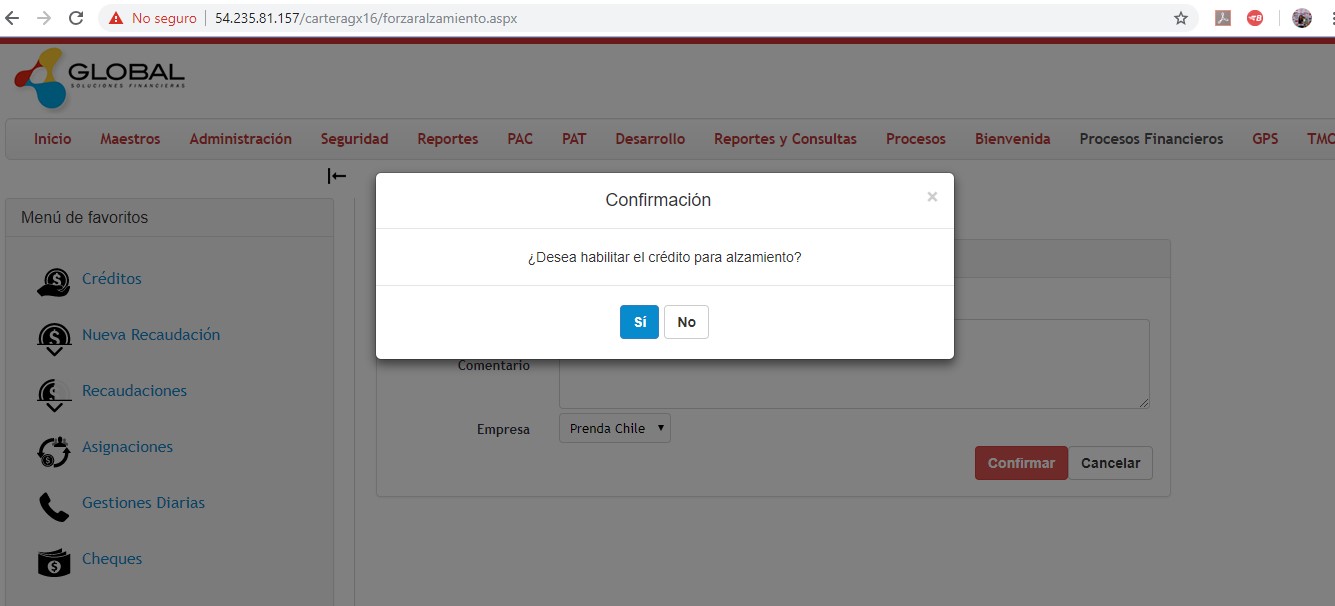 No seguro 54.235.81.157/carteragx16/forzaralzamiento.aspx
GLOBAL
SOLUCIONES FINANCIERAS
Inicio Maestros Administración Seguridad Reportes PAC PAT Desarrollo Reportes y Consultas Procesos Bienvenida Procesos Financieros GPS TMO
Menú de favoritos
Créditos
Nueva Recaudación
Recaudaciones
Asignaciones
Gestiones Diarias
Cheques
Confirmación ×
¿Desea habilitar el crédito para alzamiento?
Sí No
Comentario
Empresa Prenda Chile
Confirmar Cancelar